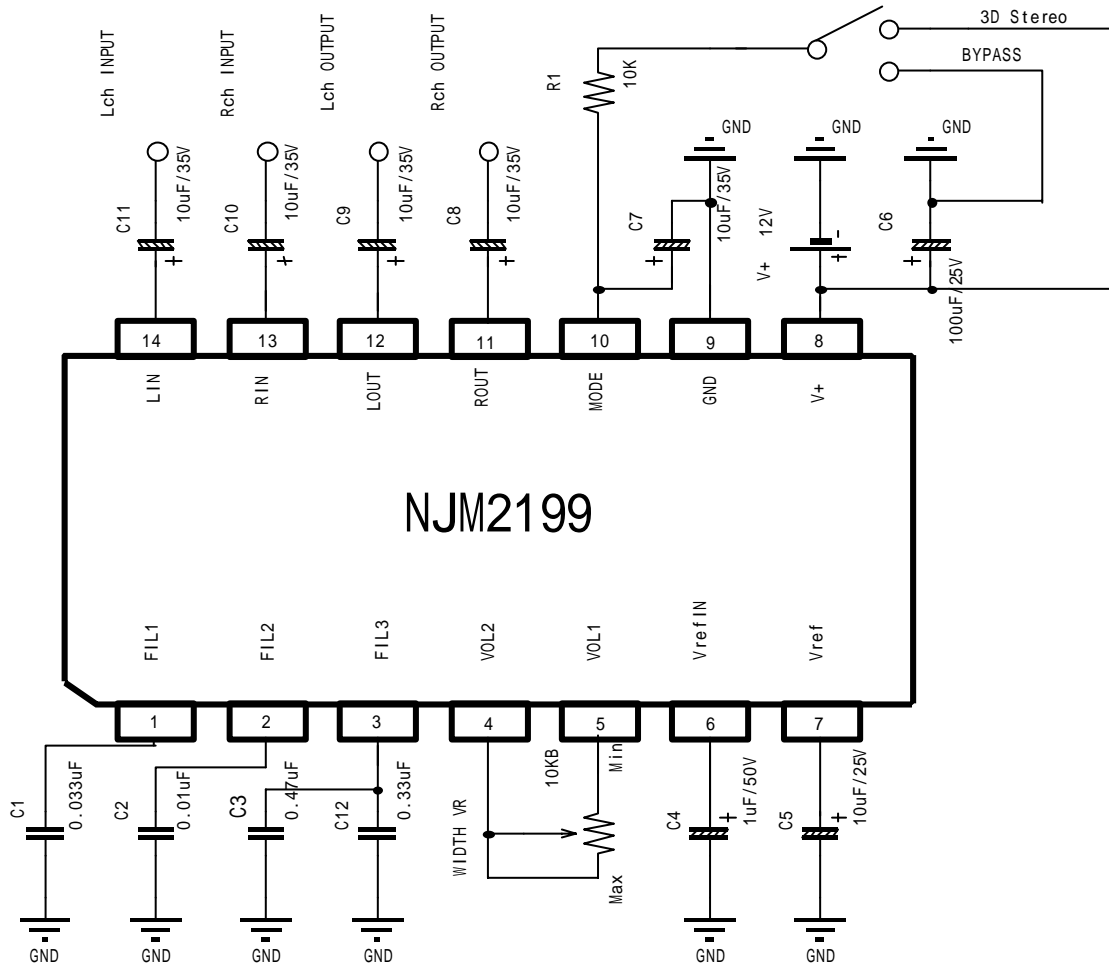 3D Stereo
BYPASS
Lch INPUT
Rch INPUT
Lch OUTPUT
Rch OUTPUT
R1
10K
GND
GND
GND
C11
10uF/35V
C10
10uF/35V
C9
10uF/35V
C8
10uF/35V
C7
10uF/35V
V+ 12V
+
-
C6
100uF/25V
+
+
+
+
+
+
14
13
12
11
10
9
8
LIN
RIN
LOUT
ROUT
MODE
GND
V+
NJM2199
FIL1
FIL2
FIL3
VOL2
VOL1
VrefIN
Vref
1
2
3
4
5
6
7
C1
0.033uF
C2
0.01uF
C3
0.47uF
C12
0.33uF
WIDTH VR
10KB
Min
Max
C4
+
1uF/50V
C5
+
10uF/25V
GND
GND
GND
GND
GND
GND